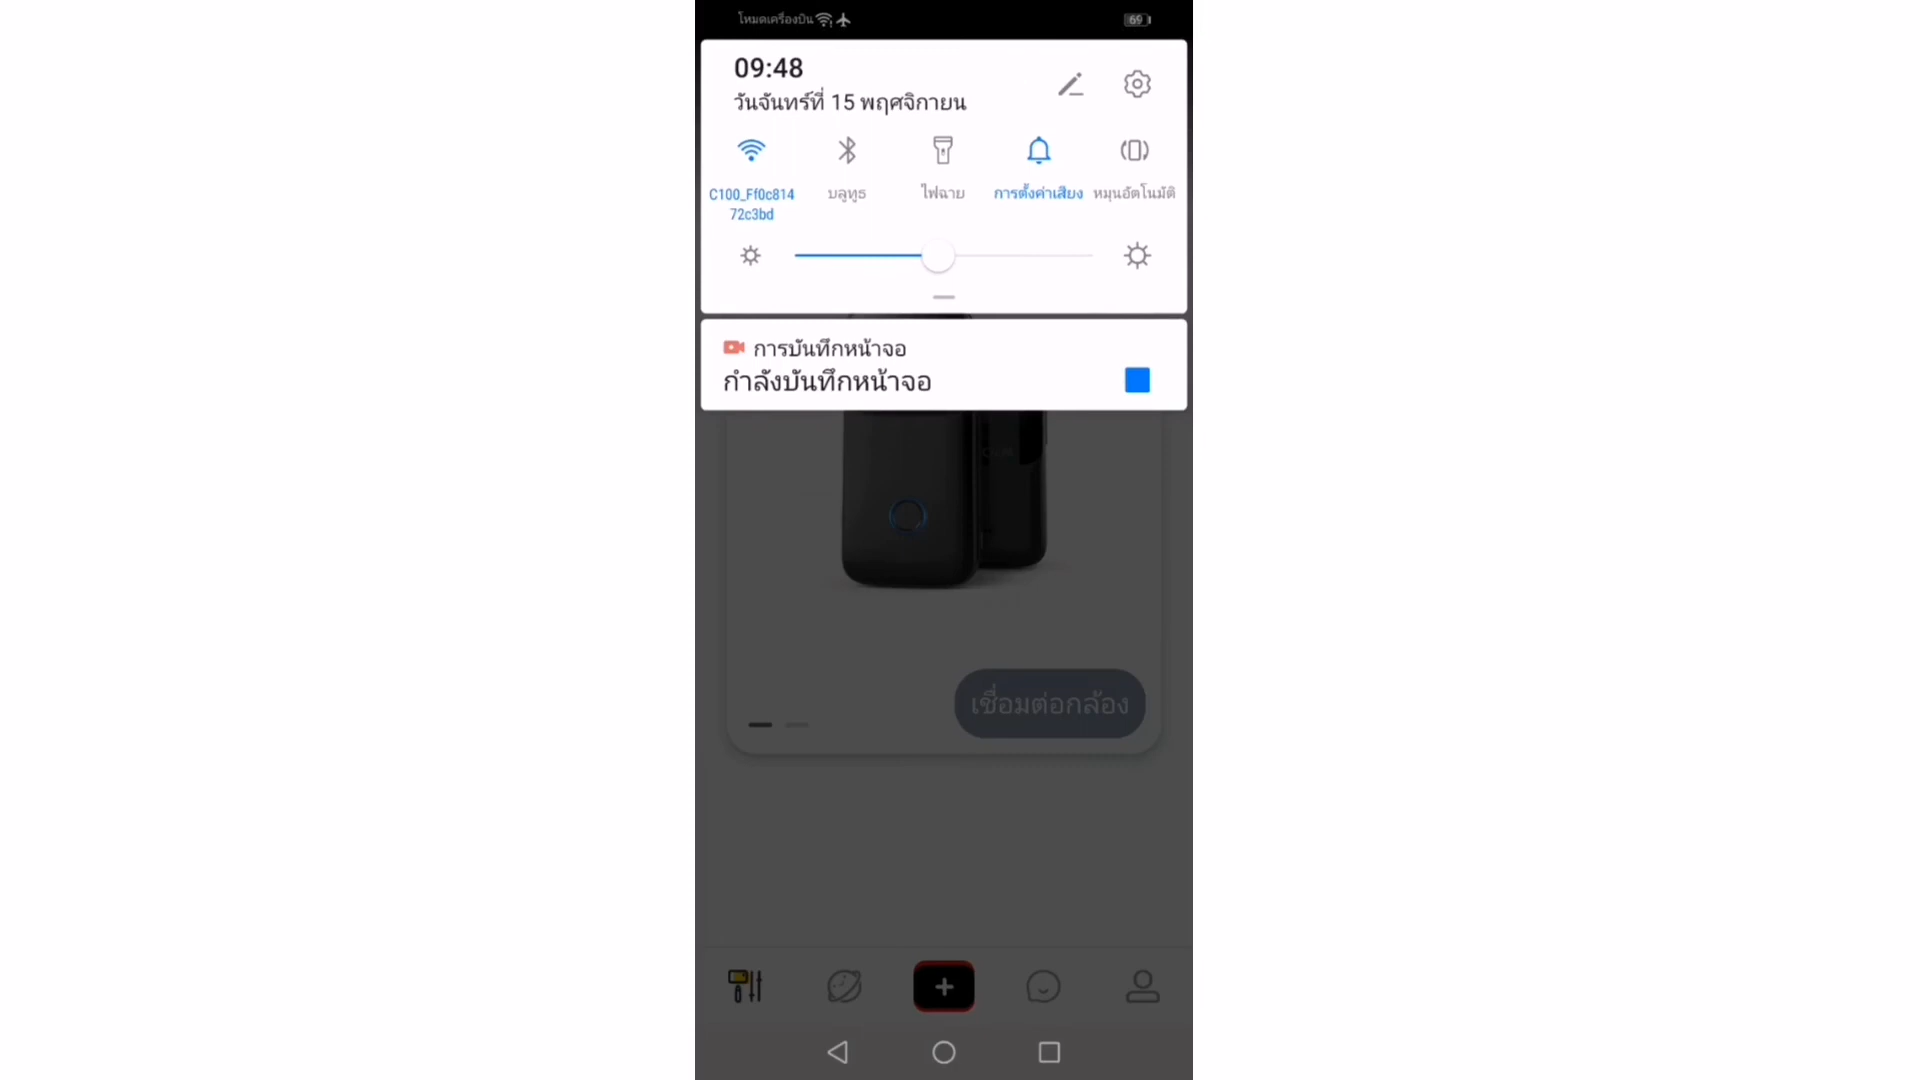 โหมดเครื่องบิน 69
09:48
วันจันทร์ที่ 15 พฤศจิกายน
C100_Ff0c814
72c3bd
บลูทูธ
ไฟฉาย
การตั้งค่าเสียง
หมุนอัตโนมัติ
การบันทึกหน้าจอ
กำลังบันทึกหน้าจอ
เชื่อมต่อกล้อง